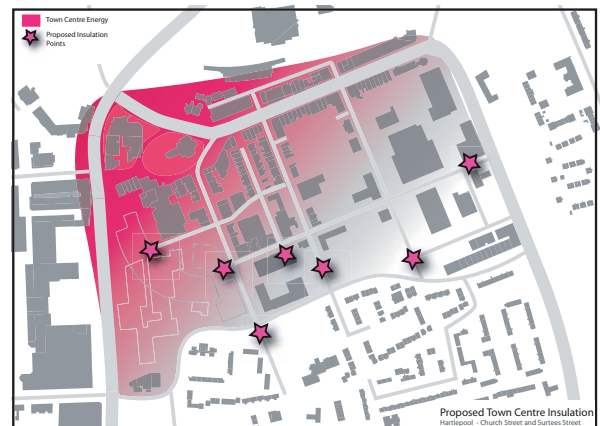 Town Centre Energy
Proposed Insulation
Points
Proposed Town Centre Insulation
Hartlepool - Church Street and Surtees Street